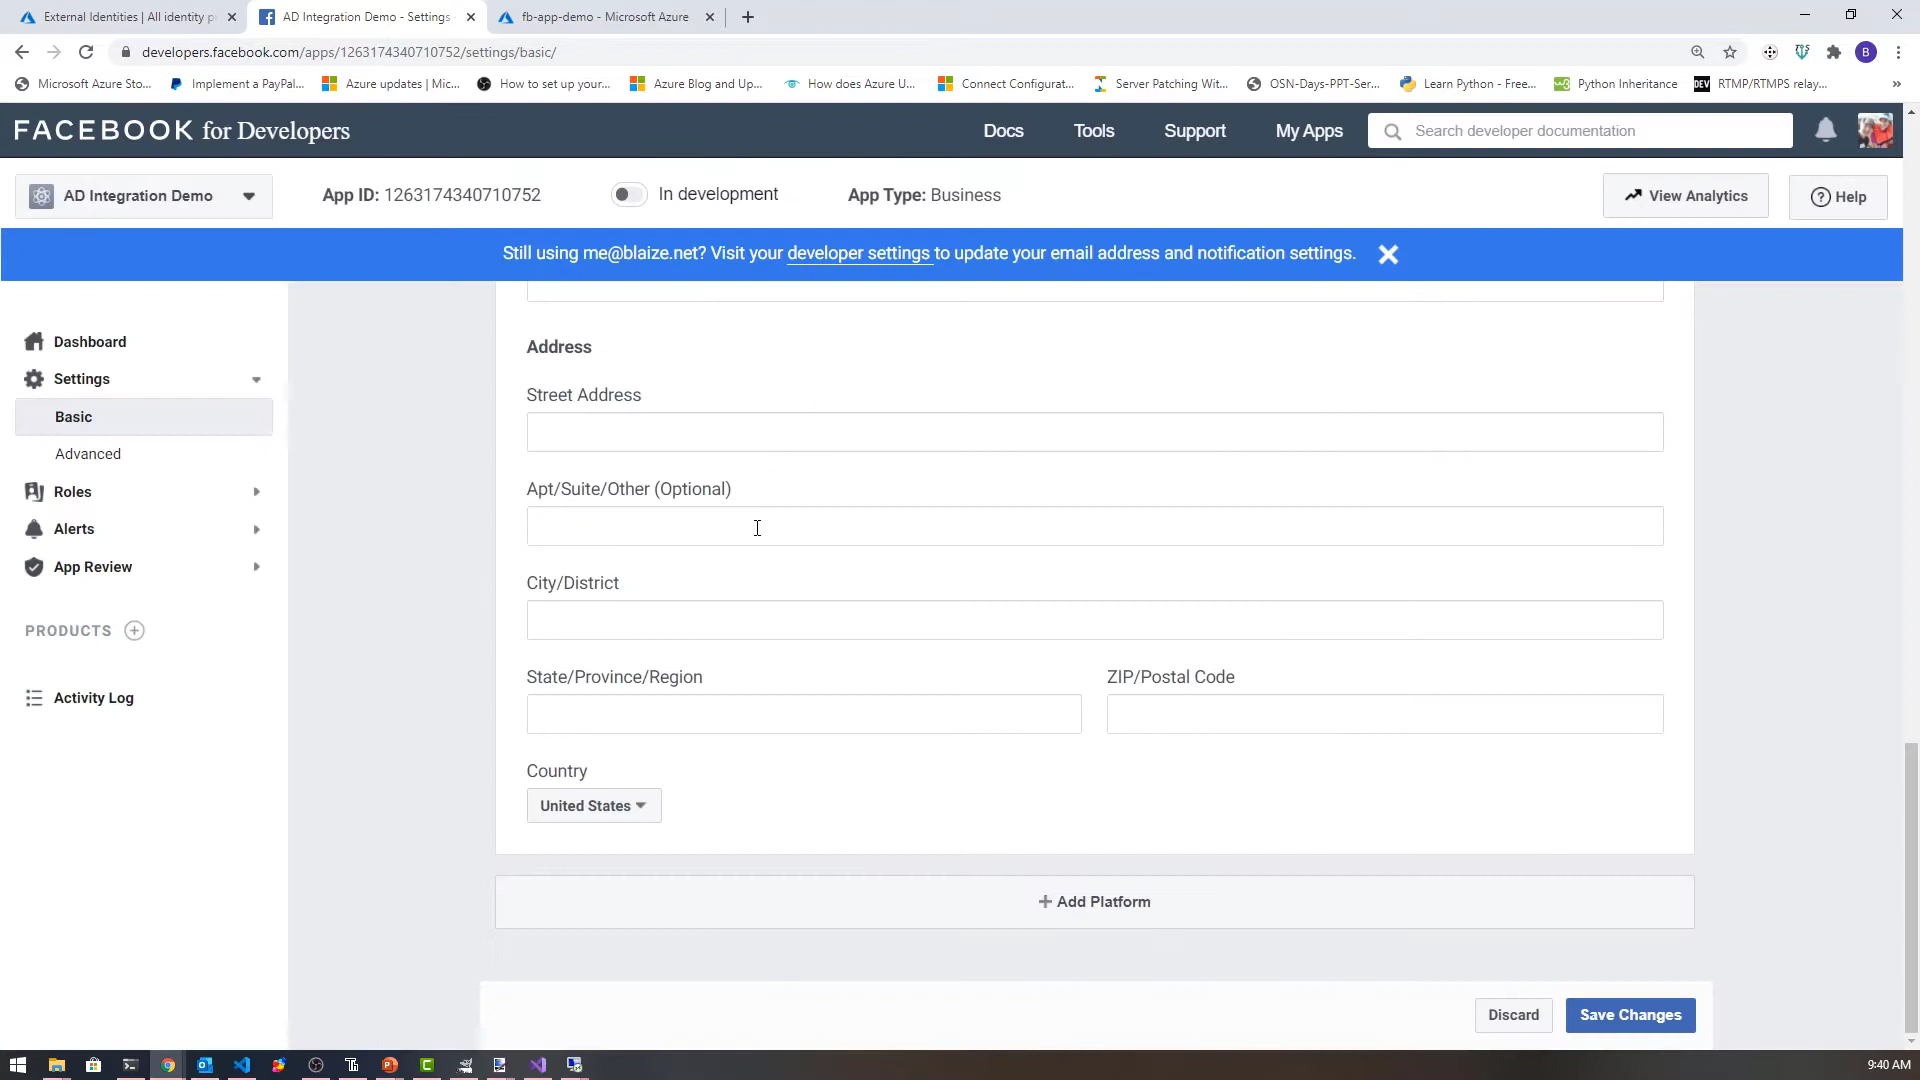 External Identities | All identity p
AD Integration Demo - Settings
fb-app-demo - Microsoft Azure
developers.facebook.com/apps/1263174340710752/settings/basic/
B
Microsoft Azure Sto...
Implement a PayPal...
Azure updates | Mic...
How to set up your...
Azure Blog and Up...
How does Azure U...
Connect Configurat...
Server Patching Wit...
OSN-Days-PPT-Ser...
Learn Python - Free...
Python Inheritance
DEV RTMP/RTMPS relay...
»
FACEBOOK for Developers
Docs
Tools
Support
My Apps
Search developer documentation
AD Integration Demo
App ID: 1263174340710752
In development
App Type: Business
View Analytics
? Help
Still using me@blaize.net? Visit your developer settings to update your email address and notification settings.
Dashboard
Settings
Basic
Advanced
Roles
Alerts
App Review
PRODUCTS
Activity Log
Address
Street Address
Apt/Suite/Other (Optional)
City/District
State/Province/Region
ZIP/Postal Code
Country
United States
+ Add Platform
Discard
Save Changes
9:40 AM